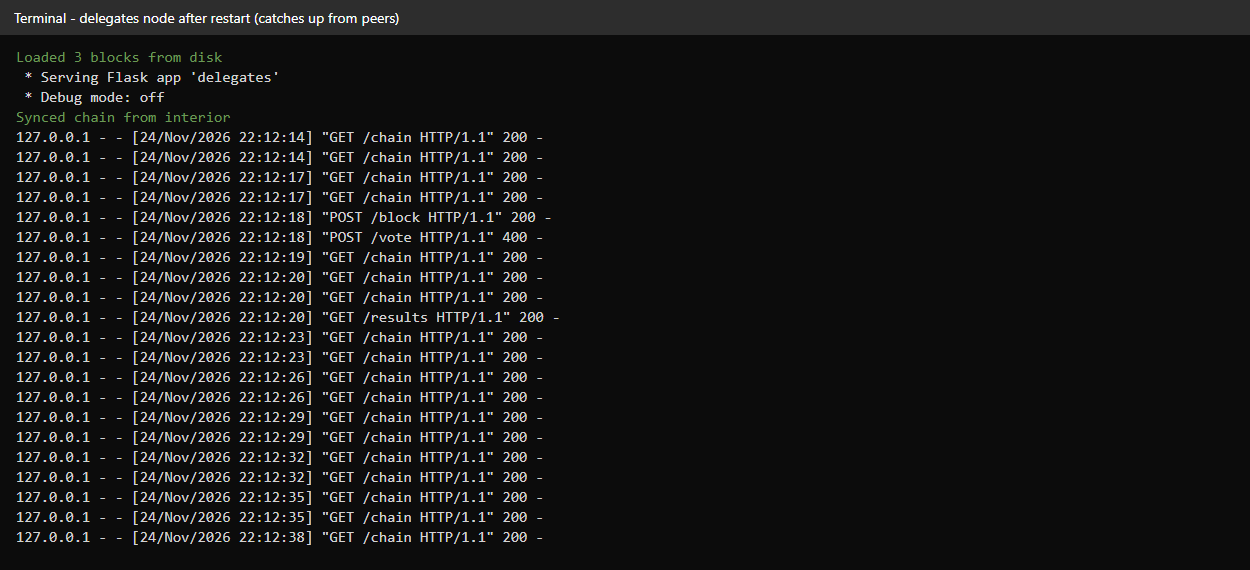 Terminal - delegates node after restart (catches up from peers)
Loaded 3 blocks from disk
 * Serving Flask app 'delegates'
 * Debug mode: off
Synced chain from interior
127.0.0.1 - - [24/Nov/2026 22:12:14] "GET /chain HTTP/1.1" 200 -
127.0.0.1 - - [24/Nov/2026 22:12:14] "GET /chain HTTP/1.1" 200 -
127.0.0.1 - - [24/Nov/2026 22:12:17] "GET /chain HTTP/1.1" 200 -
127.0.0.1 - - [24/Nov/2026 22:12:17] "GET /chain HTTP/1.1" 200 -
127.0.0.1 - - [24/Nov/2026 22:12:18] "POST /block HTTP/1.1" 200 -
127.0.0.1 - - [24/Nov/2026 22:12:18] "POST /vote HTTP/1.1" 400 -
127.0.0.1 - - [24/Nov/2026 22:12:19] "GET /chain HTTP/1.1" 200 -
127.0.0.1 - - [24/Nov/2026 22:12:20] "GET /chain HTTP/1.1" 200 -
127.0.0.1 - - [24/Nov/2026 22:12:20] "GET /chain HTTP/1.1" 200 -
127.0.0.1 - - [24/Nov/2026 22:12:20] "GET /results HTTP/1.1" 200 -
127.0.0.1 - - [24/Nov/2026 22:12:23] "GET /chain HTTP/1.1" 200 -
127.0.0.1 - - [24/Nov/2026 22:12:23] "GET /chain HTTP/1.1" 200 -
127.0.0.1 - - [24/Nov/2026 22:12:26] "GET /chain HTTP/1.1" 200 -
127.0.0.1 - - [24/Nov/2026 22:12:26] "GET /chain HTTP/1.1" 200 -
127.0.0.1 - - [24/Nov/2026 22:12:29] "GET /chain HTTP/1.1" 200 -
127.0.0.1 - - [24/Nov/2026 22:12:29] "GET /chain HTTP/1.1" 200 -
127.0.0.1 - - [24/Nov/2026 22:12:32] "GET /chain HTTP/1.1" 200 -
127.0.0.1 - - [24/Nov/2026 22:12:32] "GET /chain HTTP/1.1" 200 -
127.0.0.1 - - [24/Nov/2026 22:12:35] "GET /chain HTTP/1.1" 200 -
127.0.0.1 - - [24/Nov/2026 22:12:35] "GET /chain HTTP/1.1" 200 -
127.0.0.1 - - [24/Nov/2026 22:12:38] "GET /chain HTTP/1.1" 200 -